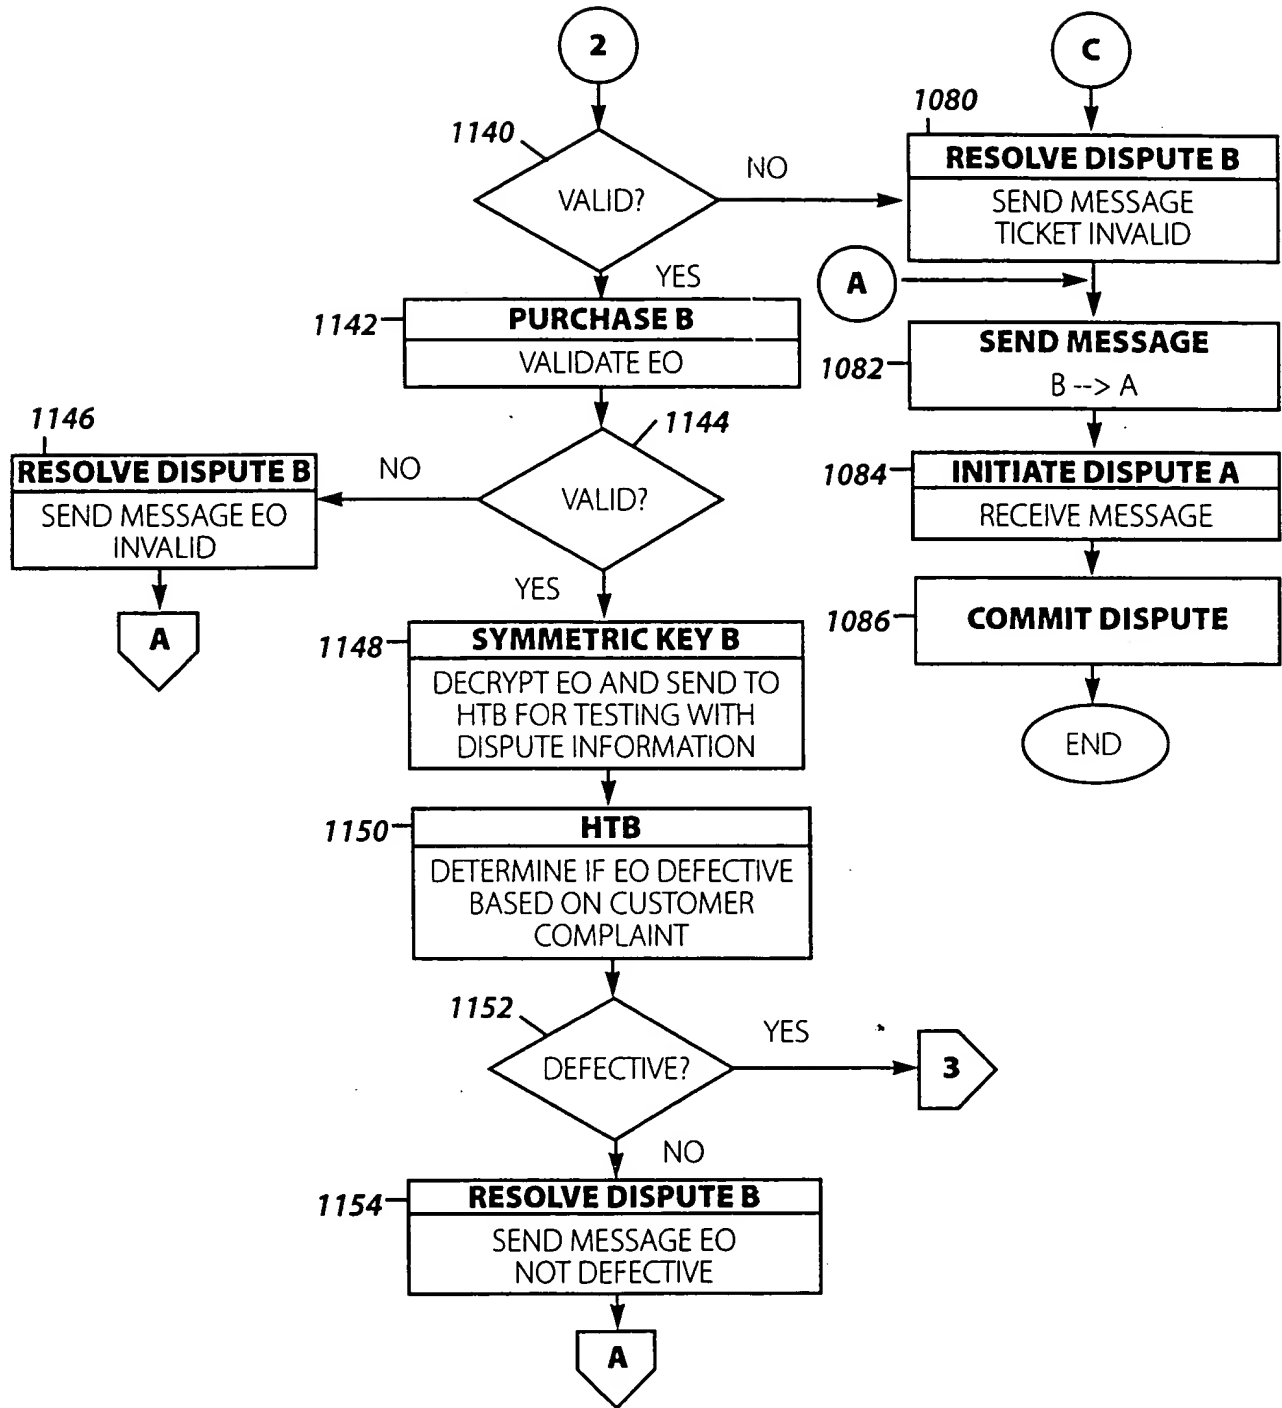 2
C
1080
1140
RESOLVE DISPUTE B
NO
VALID?
SEND MESSAGE
TICKET INVALID
YES
A
1142
PURCHASE B
VALIDATE EO
SEND MESSAGE
1082
B --> A
1146
1144
RESOLVE DISPUTE B
NO
1084
INITIATE DISPUTE A
VALID?
SEND MESSAGE EO
INVALID
RECEIVE MESSAGE
YES
1086
COMMIT DISPUTE
A
1148
SYMMETRIC KEY B
DECRYPT EO AND SEND TO
HTB FOR TESTING WITH
DISPUTE INFORMATION
END
1150
HTB
DETERMINE IF EO DEFECTIVE
BASED ON CUSTOMER
COMPLAINT
1152
YES
DEFECTIVE?
3
NO
1154
RESOLVE DISPUTE B
SEND MESSAGE EO
NOT DEFECTIVE
A